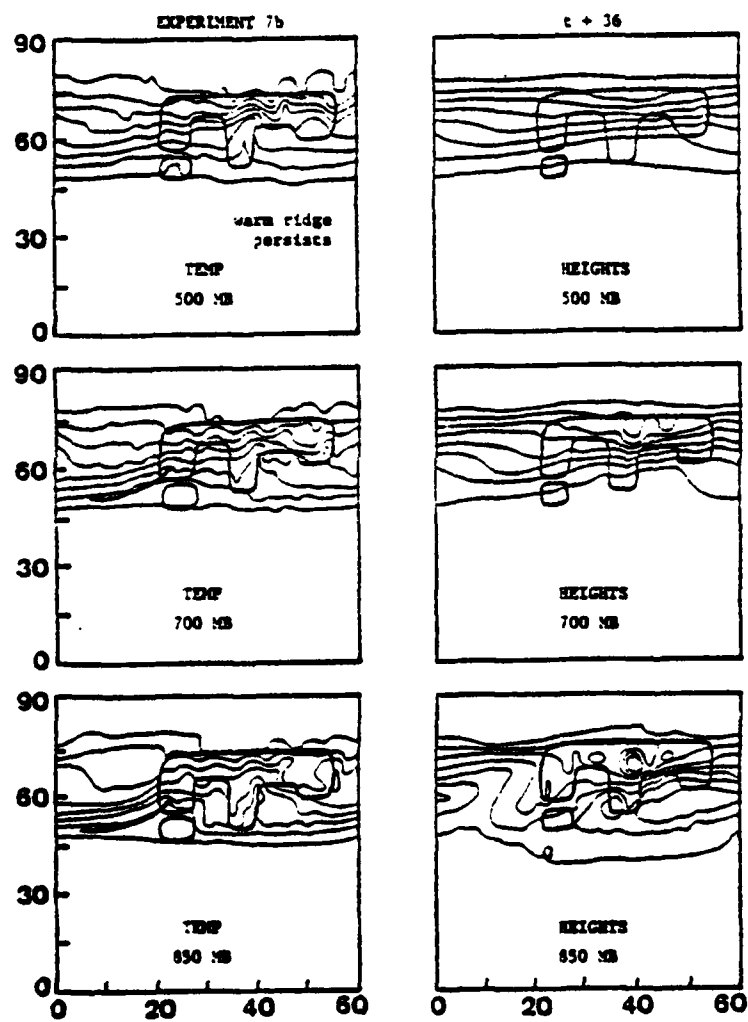 EXPERIMENT 7b
t + 36
90
60
30
0
warm ridge
persists
TEMP
500 MB
HEIGHTS
500 MB
90
60
30
0
TEMP
700 MB
HEIGHTS
700 MB
90
60
30
0
TEMP
850 MB
HEIGHTS
850 MB
0 20 40 60
0 20 40 60